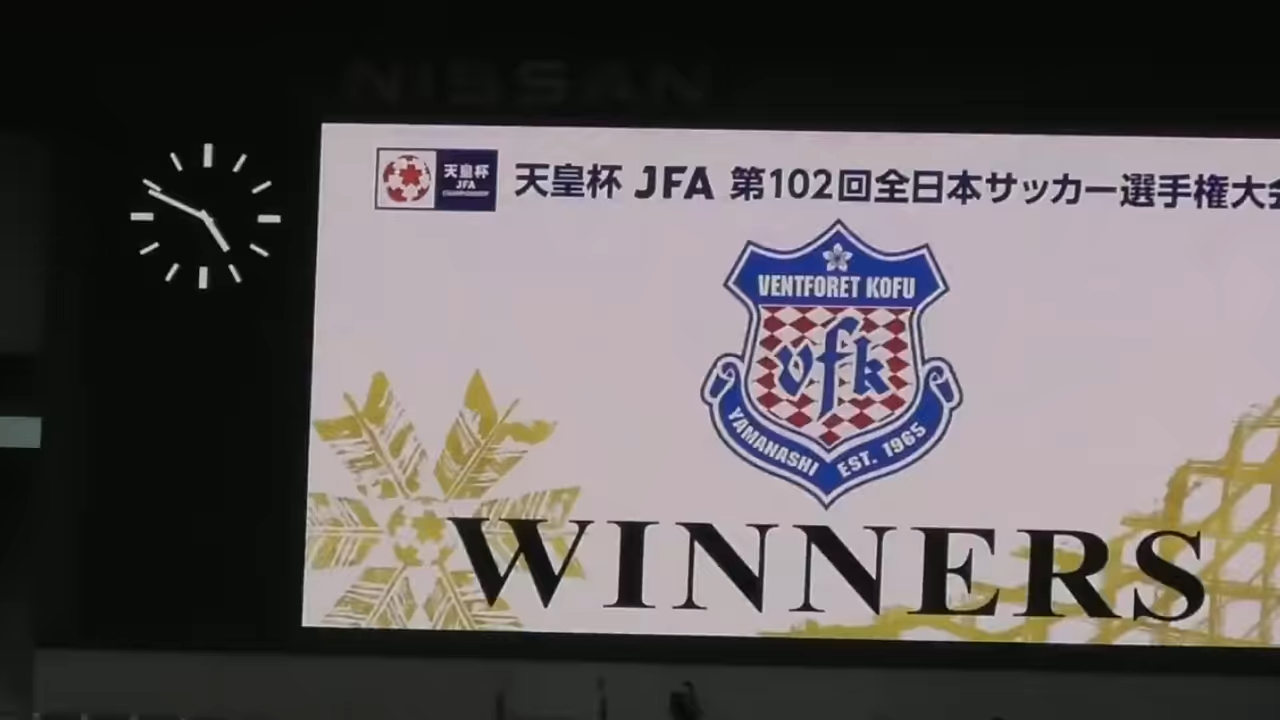 NISSAN
天皇杯
JFA
天皇杯 JFA 第102回全日本サッカー選手権大会
VENTFORET KOFU
vfk
YAMANASHI EST. 1965
WINNERS